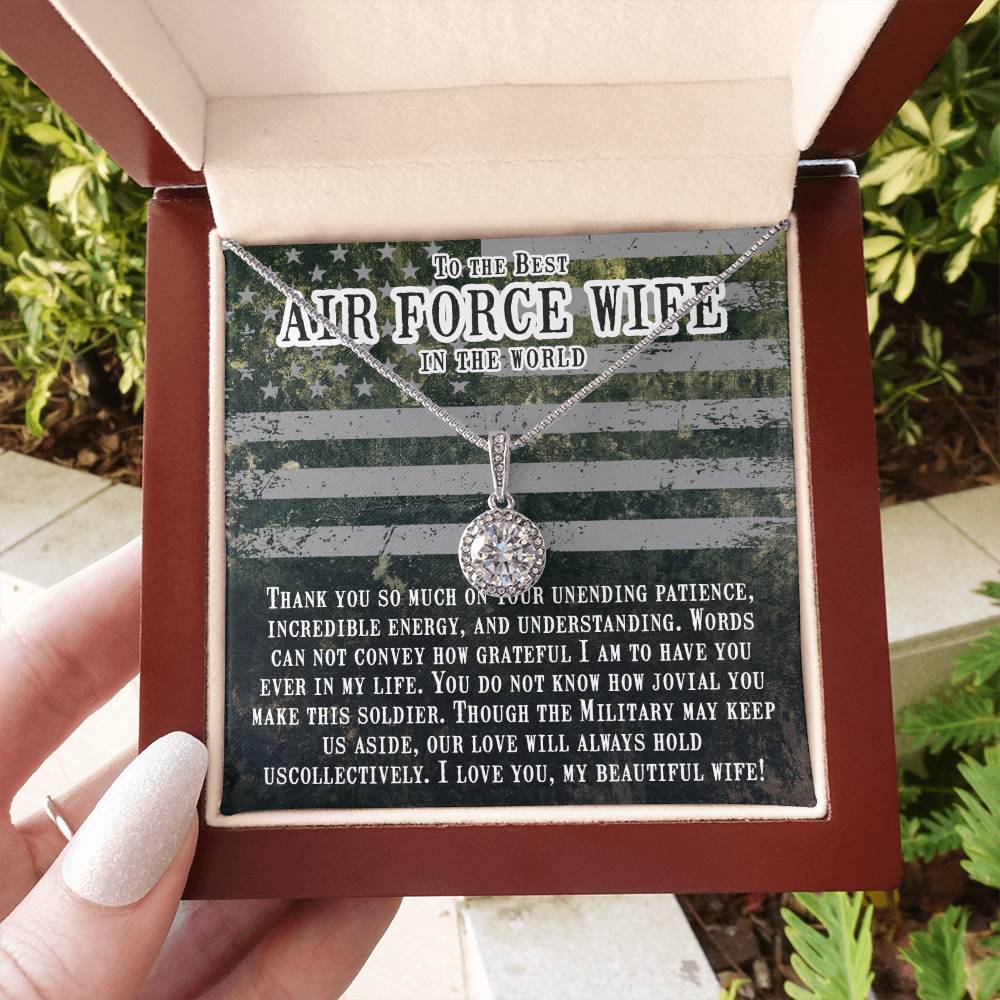 To the Best
AIR FORCE WIFE
IN THE WORLD
Thank you so much on your unending patience,
incredible energy, and understanding. Words
can not convey how grateful I am to have you
ever in my life. You do not know how jovial you
make this soldier. Though the Military may keep
us aside, our love will always hold
uscollectively. I love you, my beautiful wife!